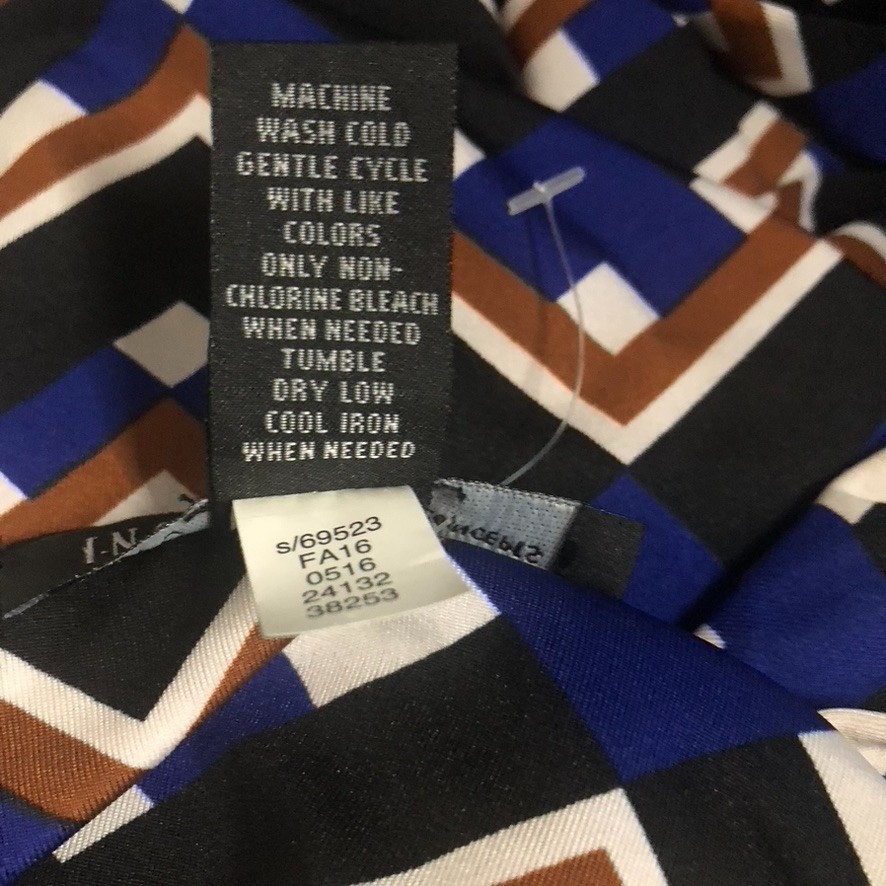 MACHINE
WASH COLD
GENTLE CYCLE
WITH LIKE
COLORS
ONLY NON-
CHLORINE BLEACH
WHEN NEEDED
TUMBLE
DRY LOW
COOL IRON
WHEN NEEDED
I·N·
s/69523
FA16
0516
24132
38253